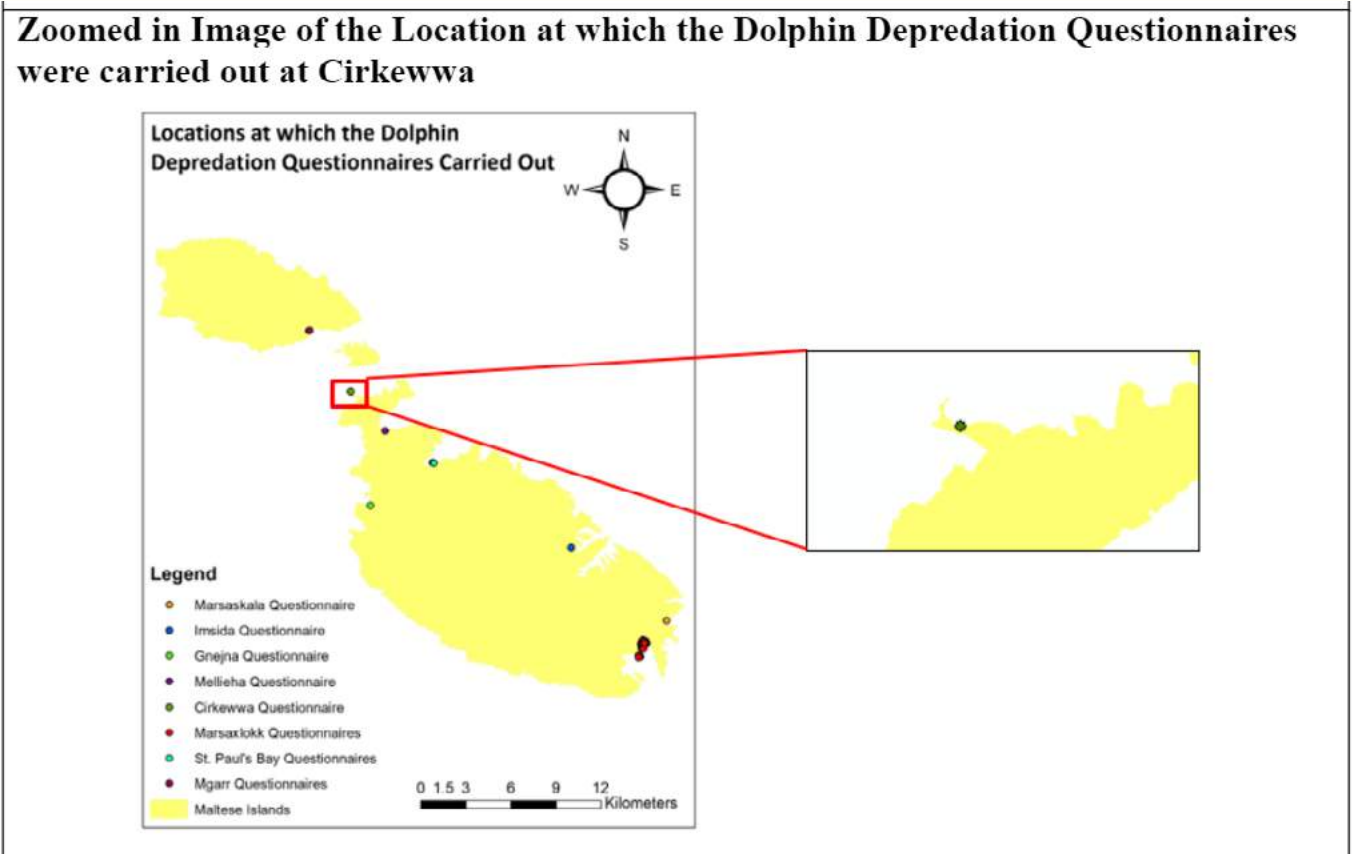 Zoomed in Image of the Location at which the Dolphin Depredation Questionnaires
were carried out at Cirkewwa
Locations at which the Dolphin
Depredation Questionnaires Carried Out
N
W
E
S
Legend
Marsaskala Questionnaire
Imsida Questionnaire
Gnejna Questionnaire
Mellieha Questionnaire
Cirkewwa Questionnaire
Marsaxlokk Questionnaires
St. Paul's Bay Questionnaires
Mgarr Questionnaires
Maltese Islands
0 1.5 3 6 9 12
Kilometers